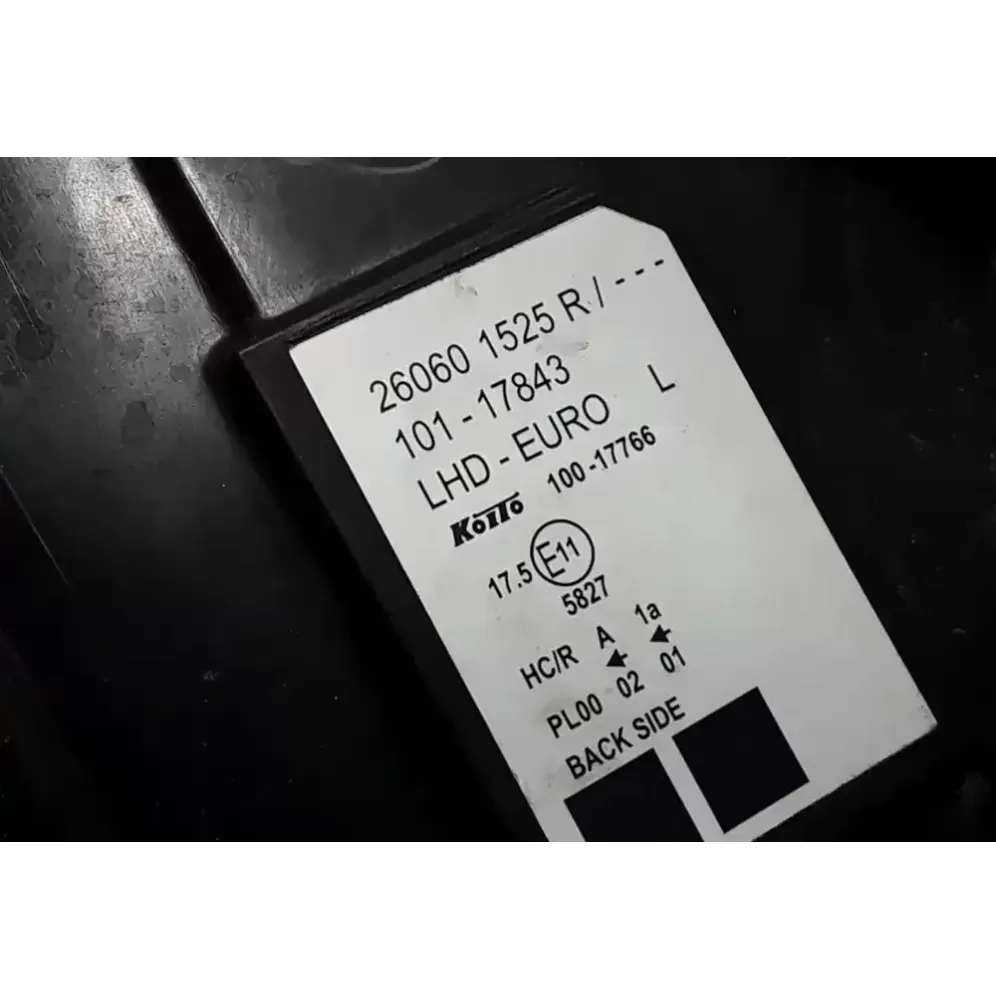 26060 1525 R / - - -
101 - 17843
LHD - EURO L
KOITO 100 -17766
17.5 E11
5827
HC/R A 1a
← ←
PL00 02 01
BACK SIDE